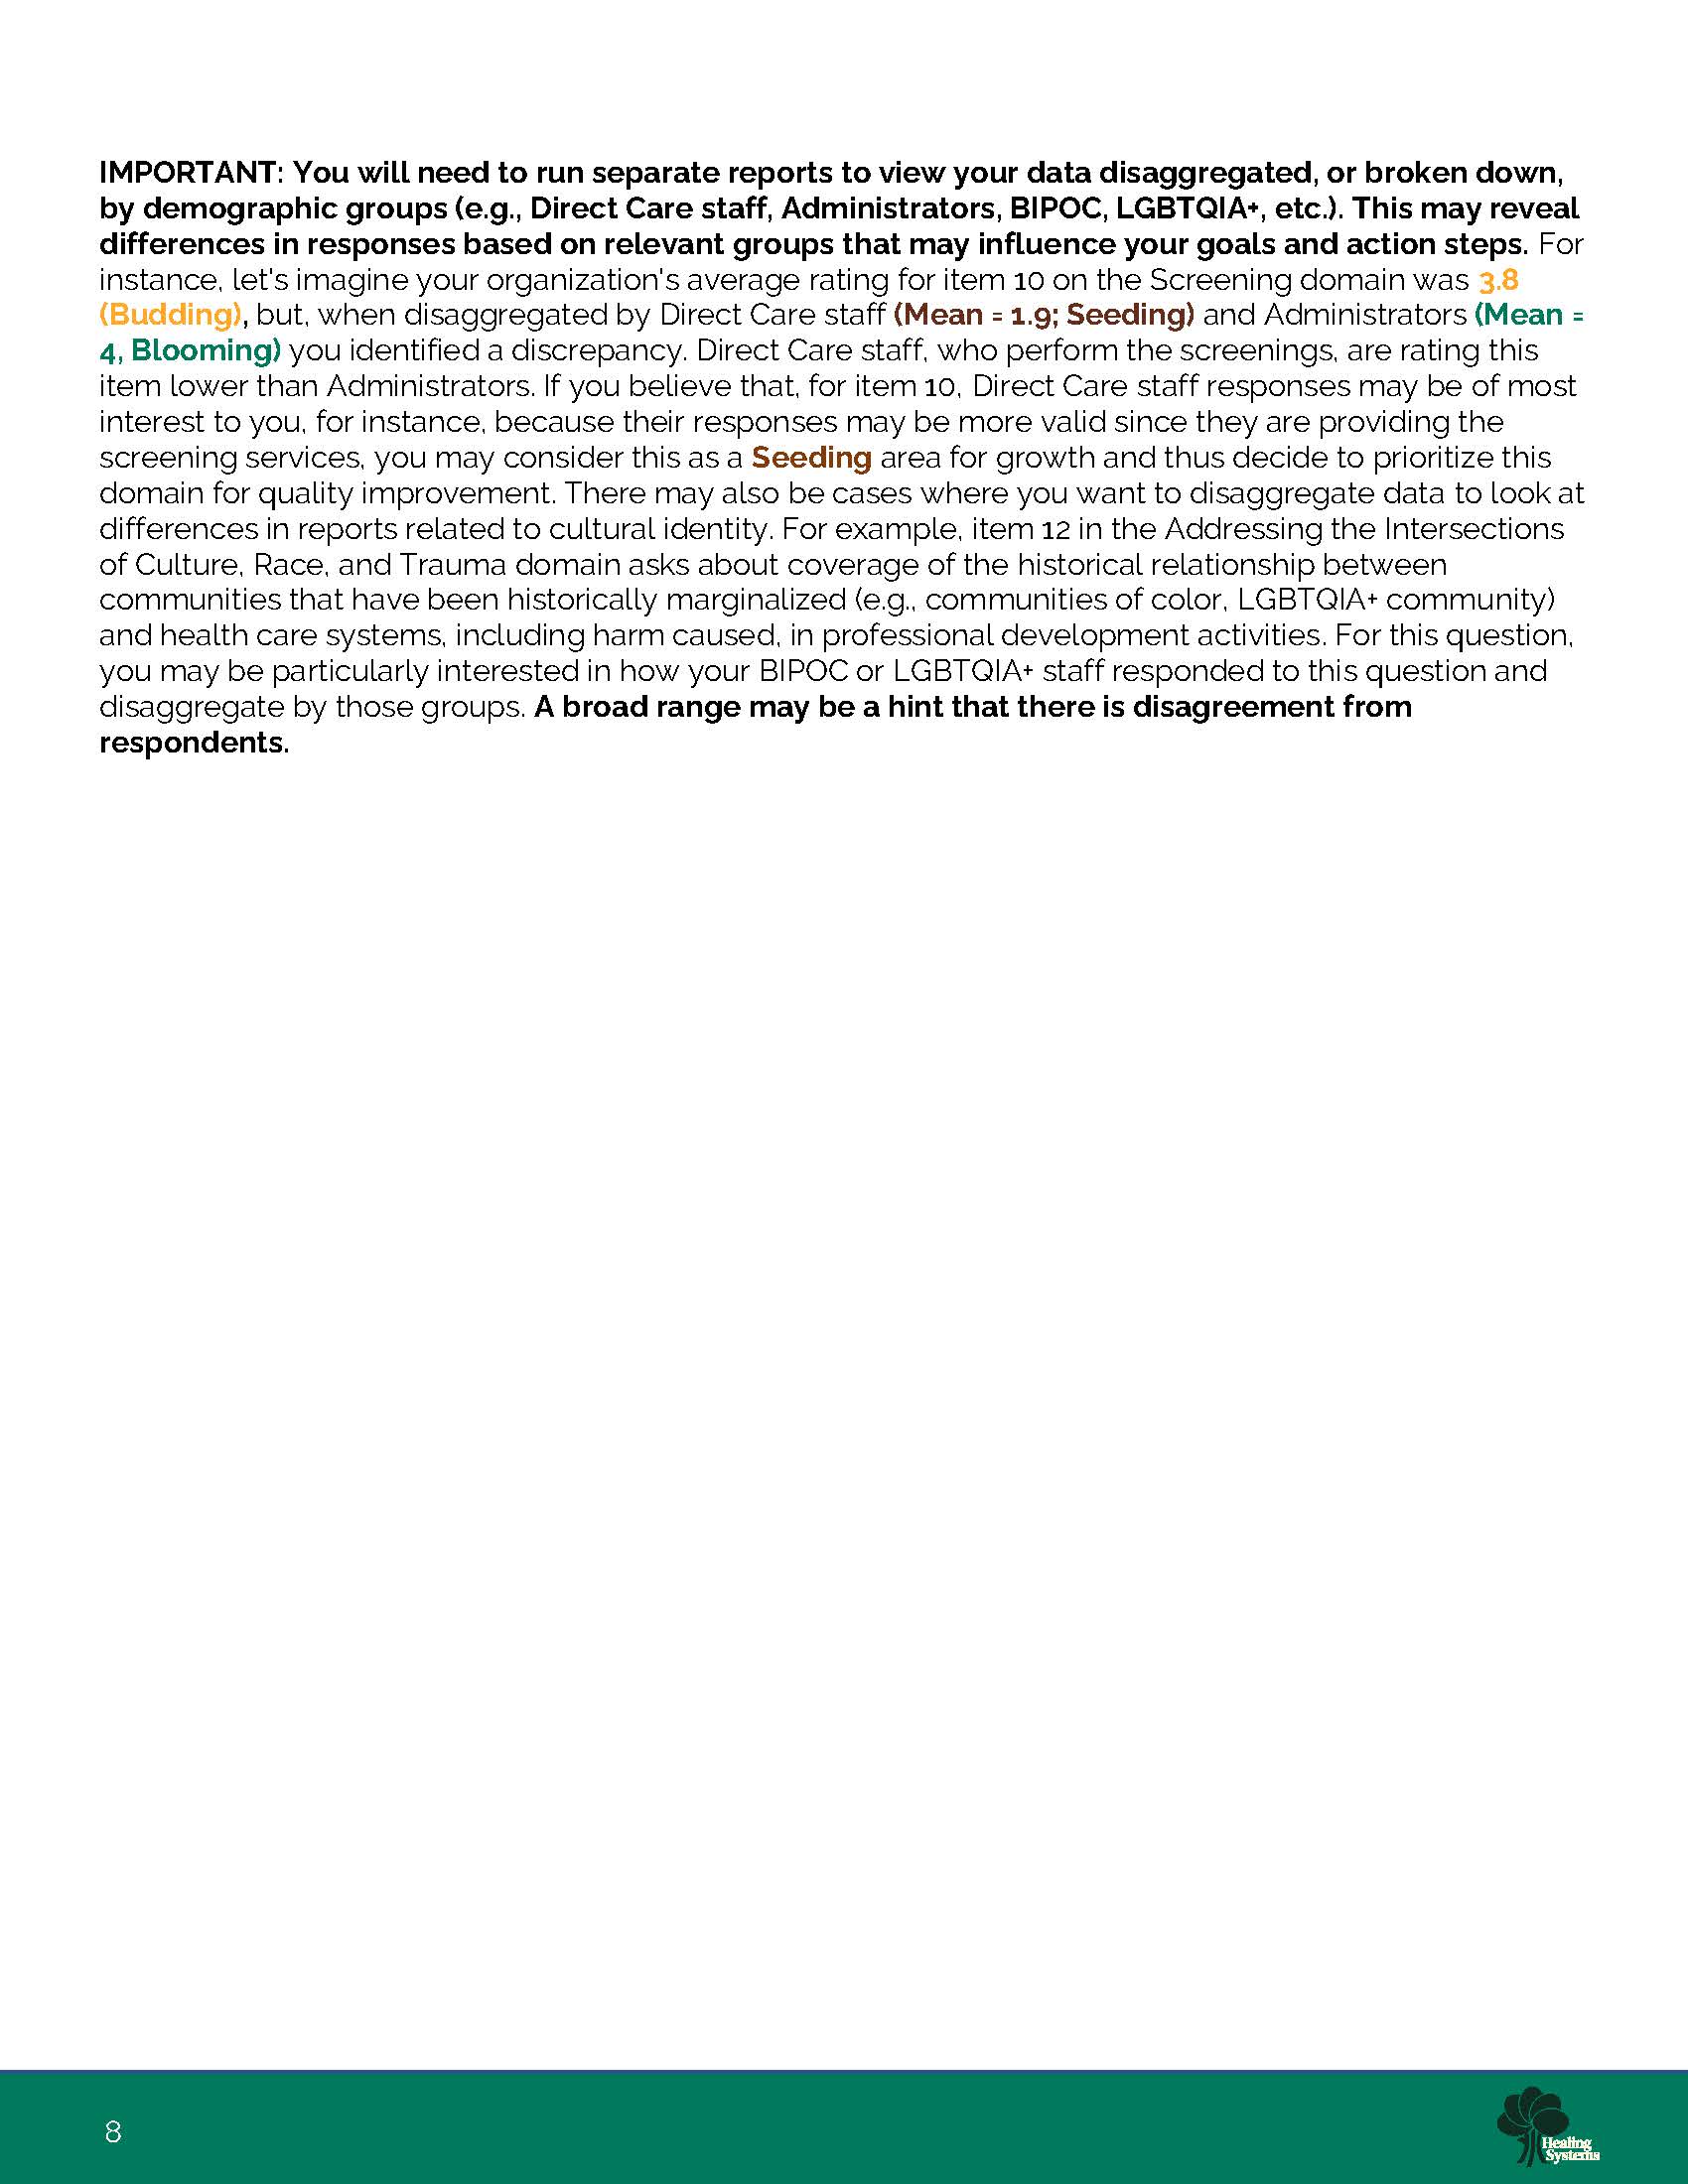 IMPORTANT: You will need to run separate reports to view your data disaggregated, or broken down,
by demographic groups (e.g., Direct Care staff, Administrators, BIPOC, LGBTQIA+, etc.). This may reveal
differences in responses based on relevant groups that may influence your goals and action steps. For
instance, let's imagine your organization's average rating for item 10 on the Screening domain was 3.8
(Budding), but, when disaggregated by Direct Care staff (Mean = 1.9; Seeding) and Administrators (Mean =
4, Blooming) you identified a discrepancy. Direct Care staff, who perform the screenings, are rating this
item lower than Administrators. If you believe that, for item 10, Direct Care staff responses may be of most
interest to you, for instance, because their responses may be more valid since they are providing the
screening services, you may consider this as a Seeding area for growth and thus decide to prioritize this
domain for quality improvement. There may also be cases where you want to disaggregate data to look at
differences in reports related to cultural identity. For example, item 12 in the Addressing the Intersections
of Culture, Race, and Trauma domain asks about coverage of the historical relationship between
communities that have been historically marginalized (e.g., communities of color, LGBTQIA+ community)
and health care systems, including harm caused, in professional development activities. For this question,
you may be particularly interested in how your BIPOC or LGBTQIA+ staff responded to this question and
disaggregate by those groups. A broad range may be a hint that there is disagreement from
respondents.
8
Healing
Systems